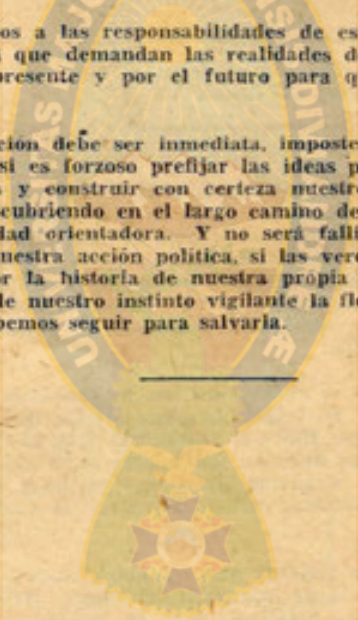 os a las responsabilidades de es
que demandan las realidades d
presente y por el futuro para q
ción debe ser inmediata, imposte
si es forzoso prefijar las ideas p
s y construir con certeza nuestr
cubriendo en el largo camino de
dad orientadora. Y no será falli
uestra acción política, si las verd
or la historia de nuestra propia
de nuestro instinto vigilante la fl
bemos seguir para salvarla.